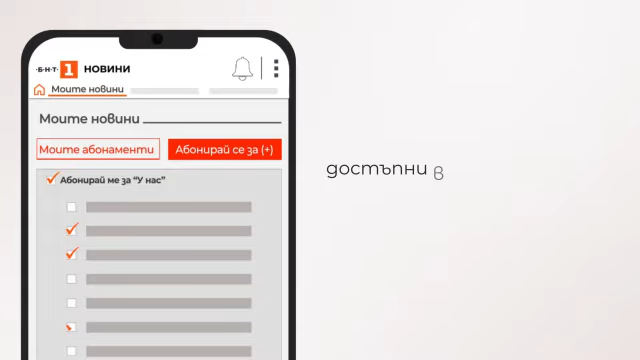 ·БНТ· 1 НОВИНИ
Моите новини
Моите новини
Моите абонаменти
Абонирай се за (+)
Абонирай ме за “У нас”
достъпни в